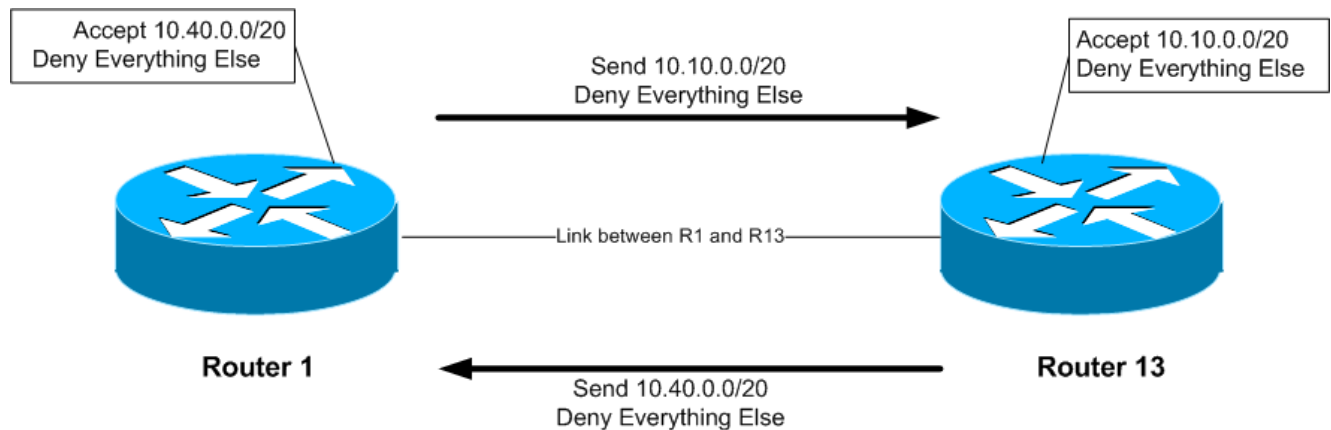 Accept 10.40.0.0/20
Deny Everything Else
Send 10.10.0.0/20
Deny Everything Else
Accept 10.10.0.0/20
Deny Everything Else
Link between R1 and R13
Router 1
Router 13
Send 10.40.0.0/20
Deny Everything Else